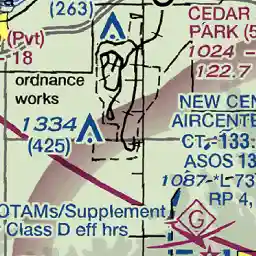 (263)
(Pvt)
-18
ordnance
works
1334
(425)
CEDAR
PARK (5
1024 -
122.7
NEW CEN
AIRCENTE
CT - 133.
ASOS 13
1087-*L 73
RP 4,
OTAMs/Supplement
Class D eff hrs
G